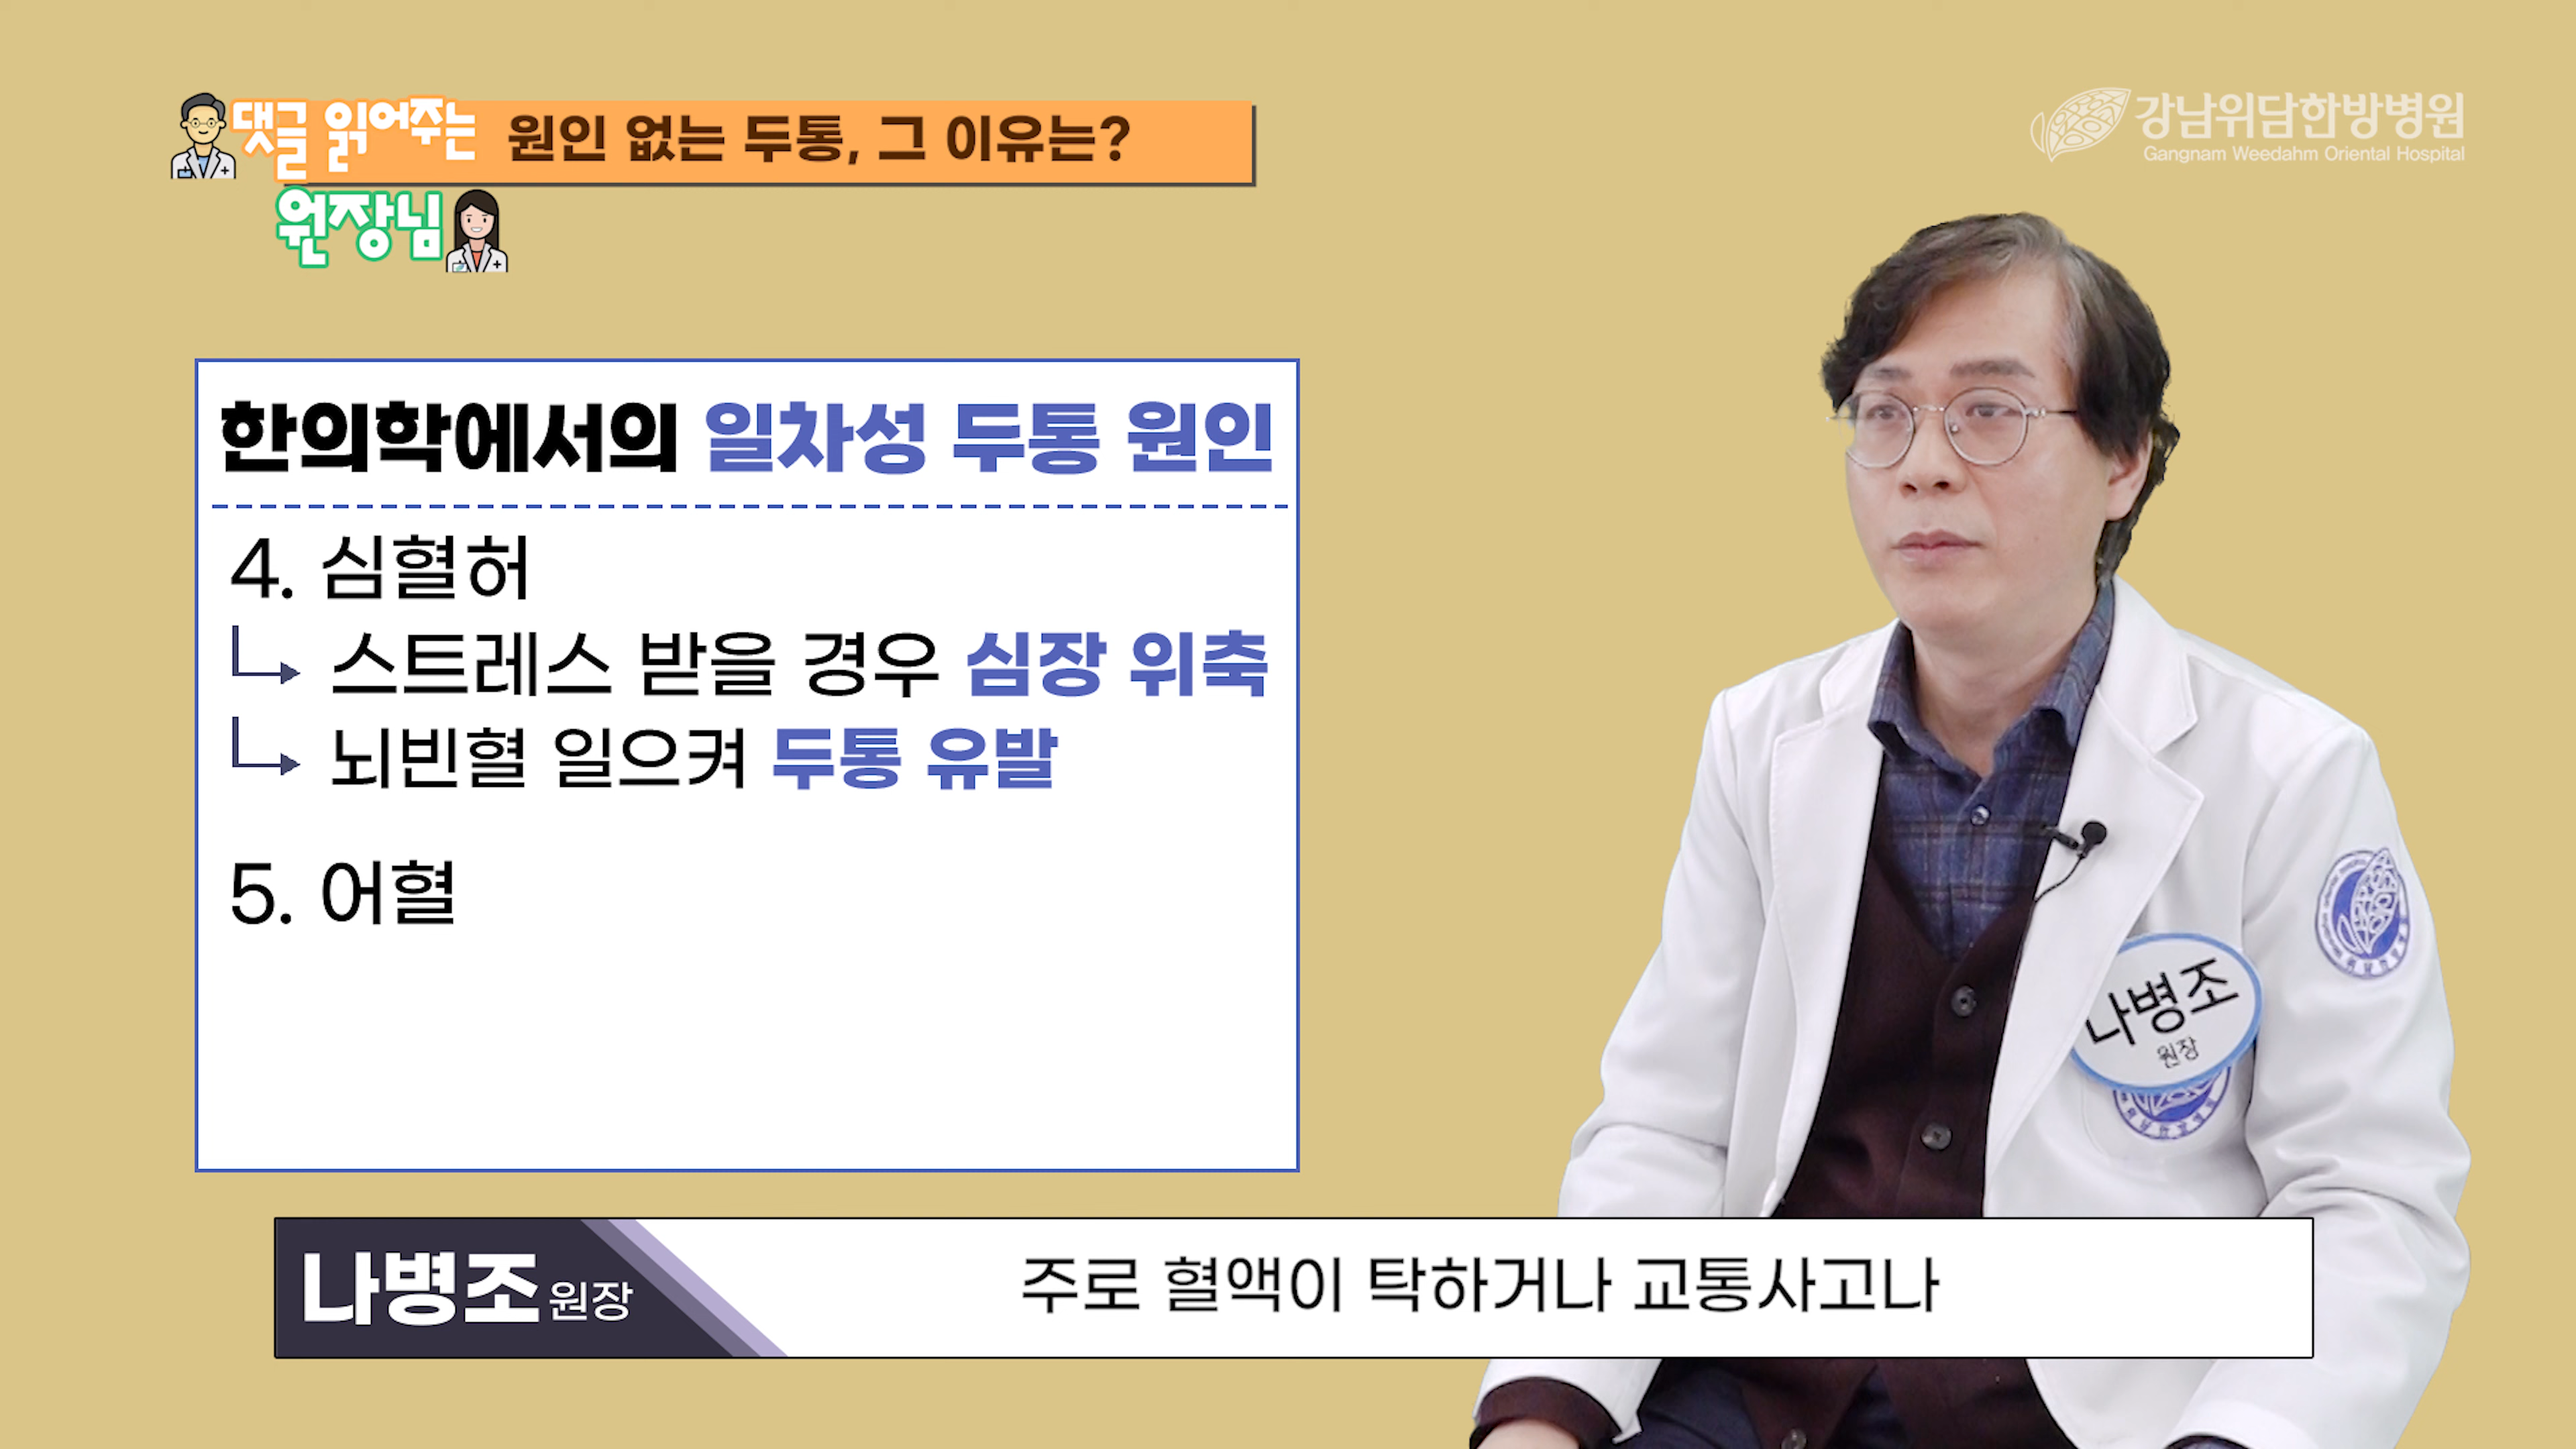 댓글 읽어주는
원장님
원인 없는 두통, 그 이유는?
강남위담한방병원
Gangnam Weedahm Oriental Hospital
한의학에서의 일차성 두통 원인
4. 심혈허
스트레스 받을 경우 심장 위축
뇌빈혈 일으켜 두통 유발
5. 어혈
나병조
원장
나병조 원장
주로 혈액이 탁하거나 교통사고나